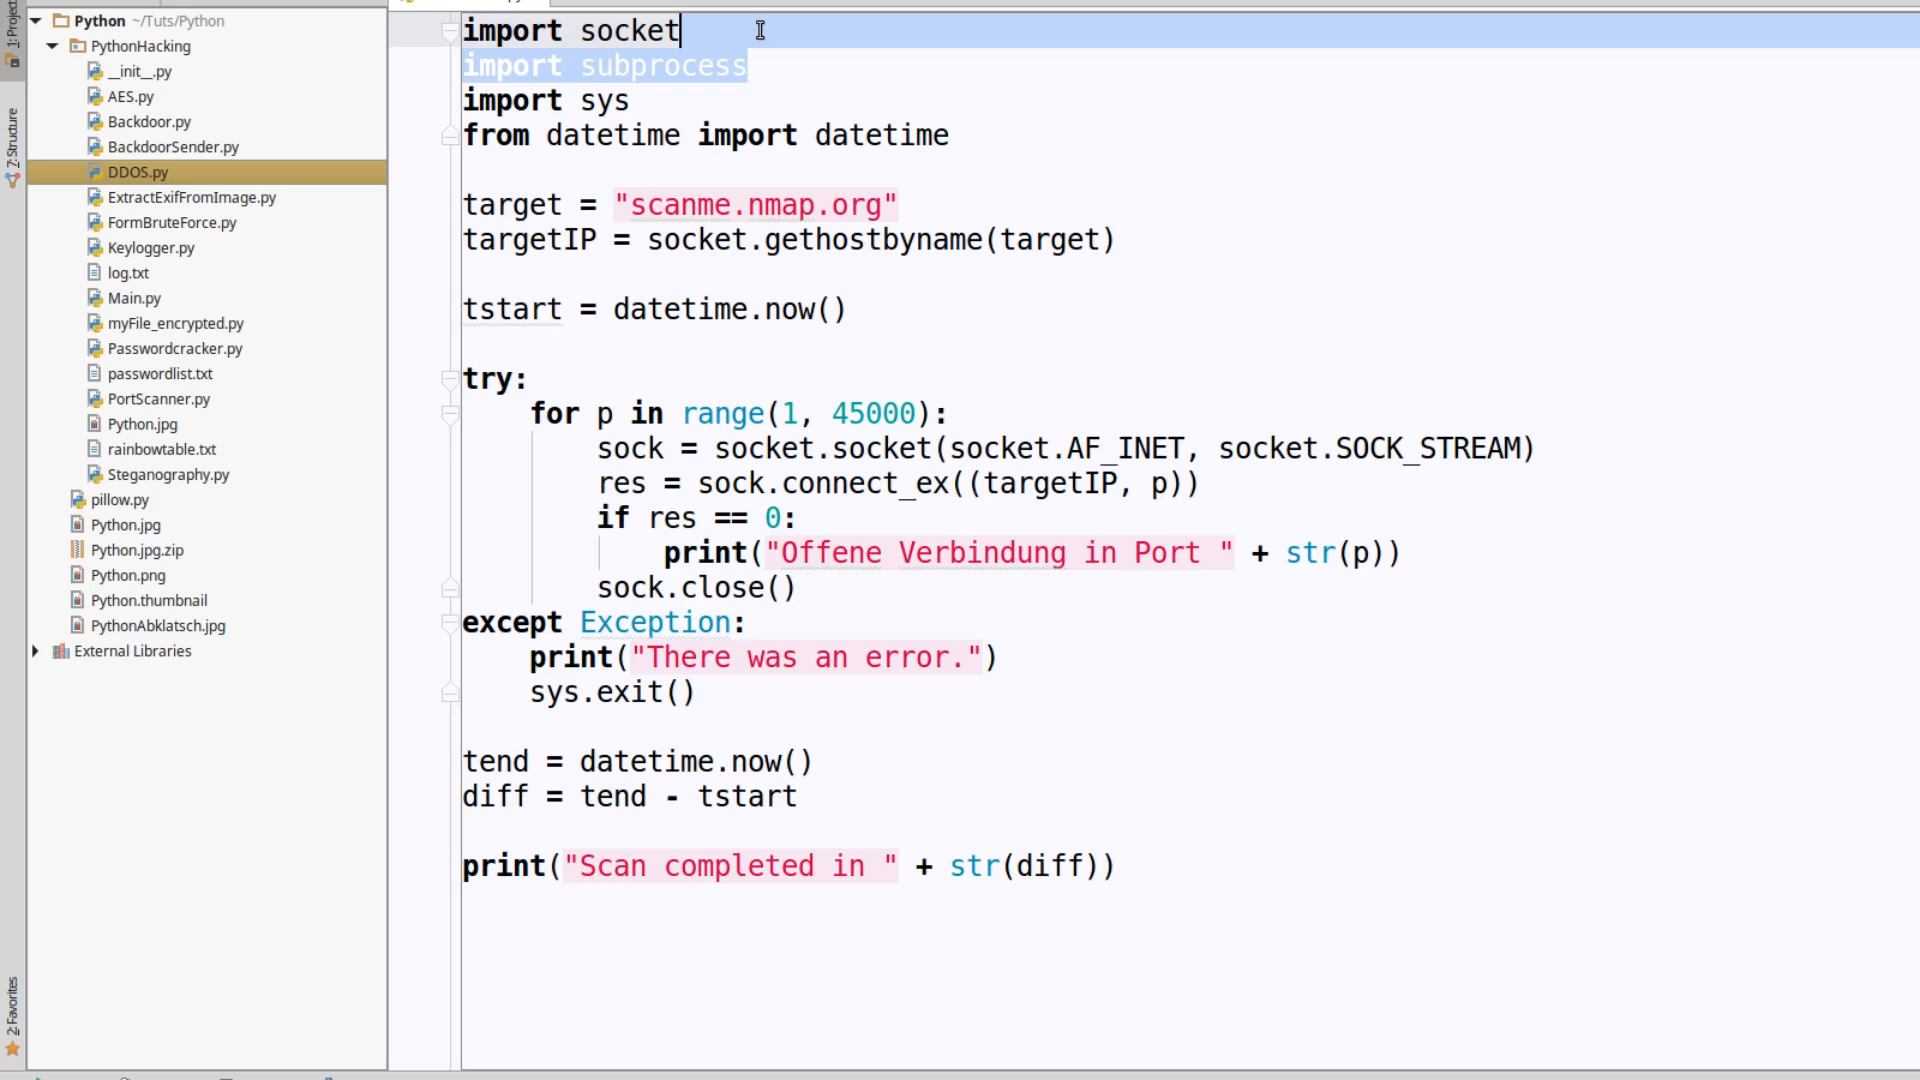 1: Project
7: Structure
2: Favorites
Python ~/Tuts/Python
PythonHacking
__init__.py
AES.py
Backdoor.py
BackdoorSender.py
DDOS.py
ExtractExifFromImage.py
FormBruteForce.py
Keylogger.py
log.txt
Main.py
myFile_encrypted.py
Passwordcracker.py
passwordlist.txt
PortScanner.py
Python.jpg
rainbowtable.txt
Steganography.py
pillow.py
Python.jpg
Python.jpg.zip
Python.png
Python.thumbnail
PythonAbklatsch.jpg
External Libraries
import socket
import subprocess
import sys
from datetime import datetime
target = "scanme.nmap.org"
targetIP = socket.gethostbyname(target)
tstart = datetime.now()
try:
for p in range(1, 45000):
sock = socket.socket(socket.AF_INET, socket.SOCK_STREAM)
res = sock.connect_ex((targetIP, p))
if res == 0:
print("Offene Verbindung in Port " + str(p))
sock.close()
except Exception:
print("There was an error.")
sys.exit()
tend = datetime.now()
diff = tend - tstart
print("Scan completed in " + str(diff))